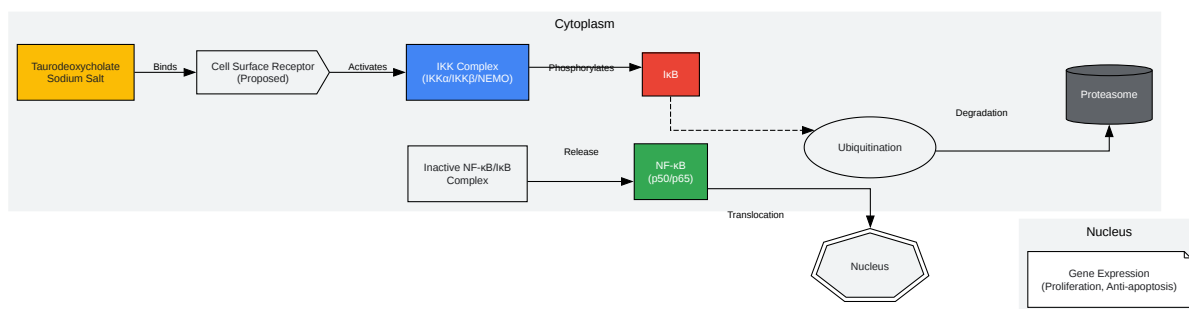 Cytoplasm
Taurodeoxycholate
Sodium Salt
Binds
Cell Surface Receptor
(Proposed)
Activates
IKK Complex
(IKKα/IKKβ/NEMO)
Phosphorylates
IκB
Ubiquitination
Degradation
Proteasome
Inactive NF-κB/IκB
Complex
Release
NF-κB
(p50/p65)
Translocation
Nucleus
Nucleus
Gene Expression
(Proliferation, Anti-apoptosis)